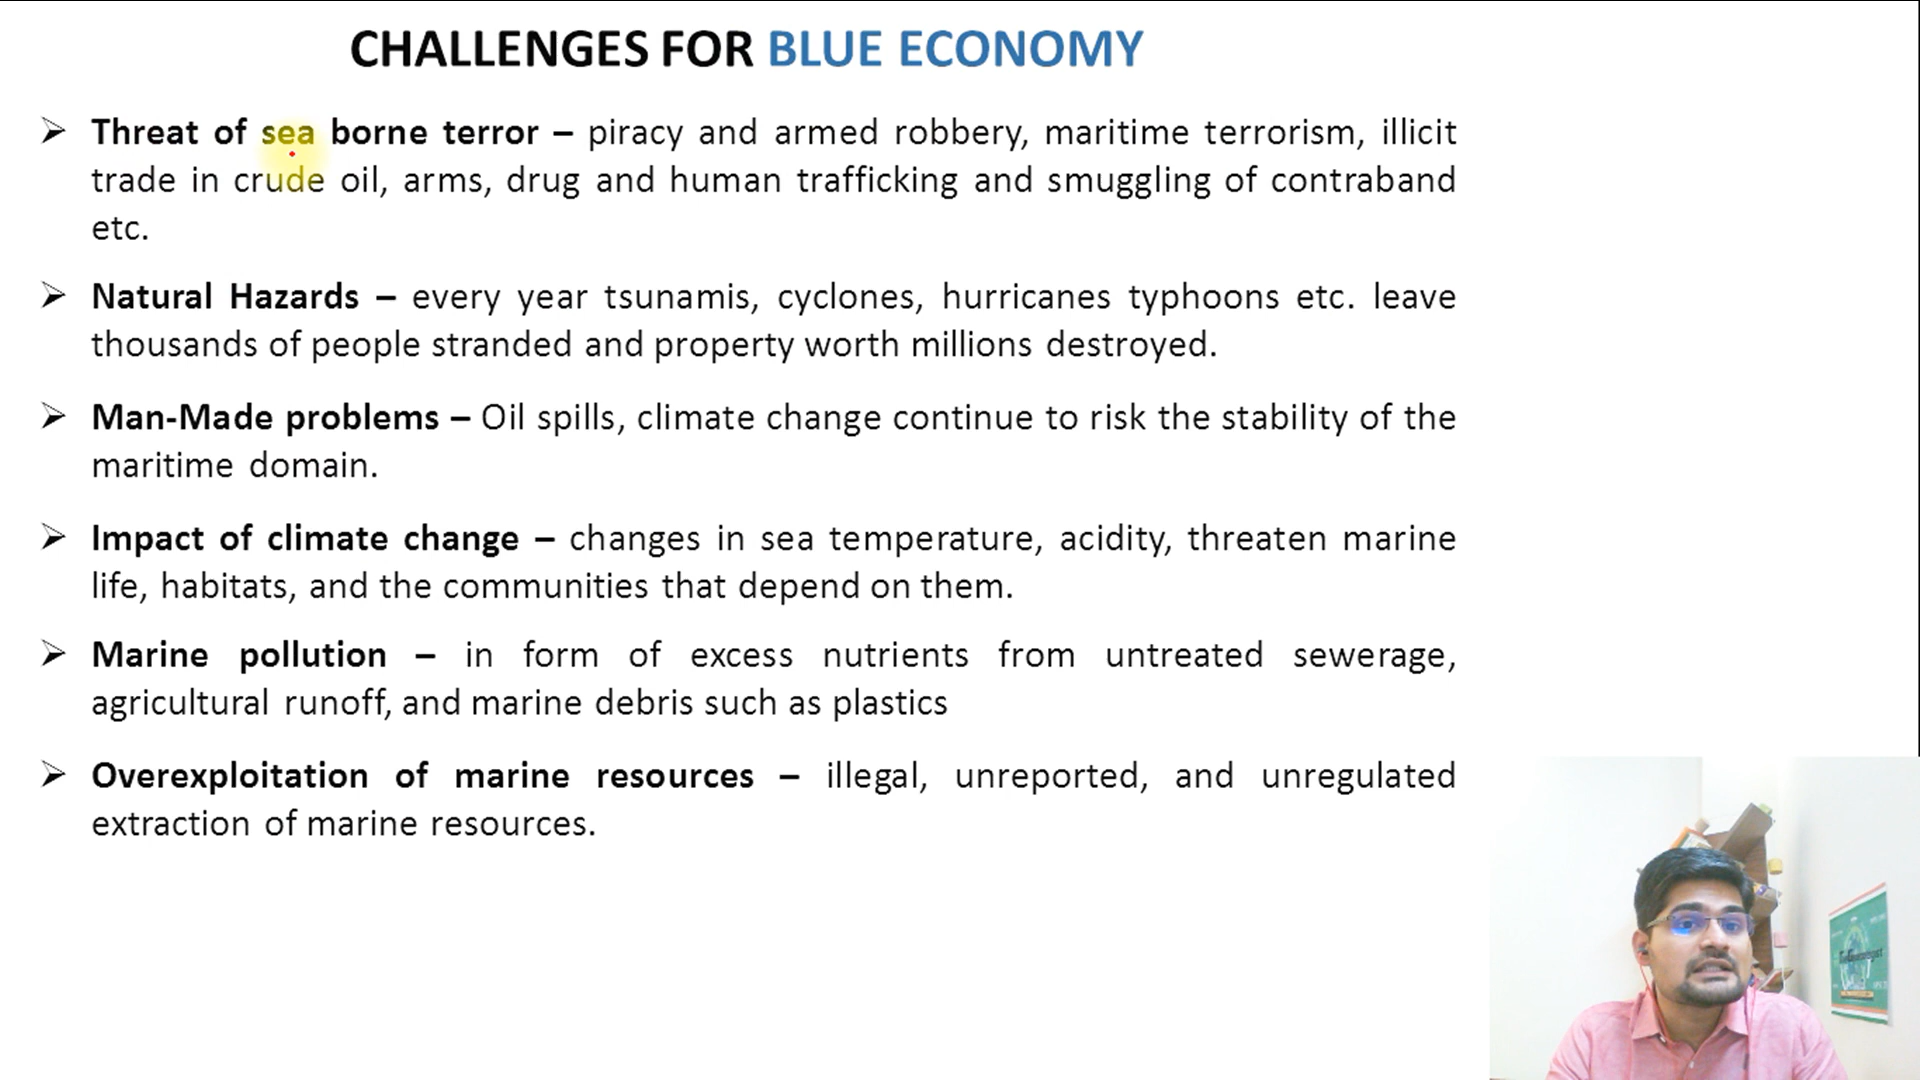 CHALLENGES FOR BLUE ECONOMY
➢ Threat of sea borne terror – piracy and armed robbery, maritime terrorism, illicit
trade in crude oil, arms, drug and human trafficking and smuggling of contraband
etc.
➢ Natural Hazards – every year tsunamis, cyclones, hurricanes typhoons etc. leave
thousands of people stranded and property worth millions destroyed.
➢ Man-Made problems – Oil spills, climate change continue to risk the stability of the
maritime domain.
➢ Impact of climate change – changes in sea temperature, acidity, threaten marine
life, habitats, and the communities that depend on them.
➢ Marine pollution – in form of excess nutrients from untreated sewerage,
agricultural runoff, and marine debris such as plastics
➢ Overexploitation of marine resources – illegal, unreported, and unregulated
extraction of marine resources.